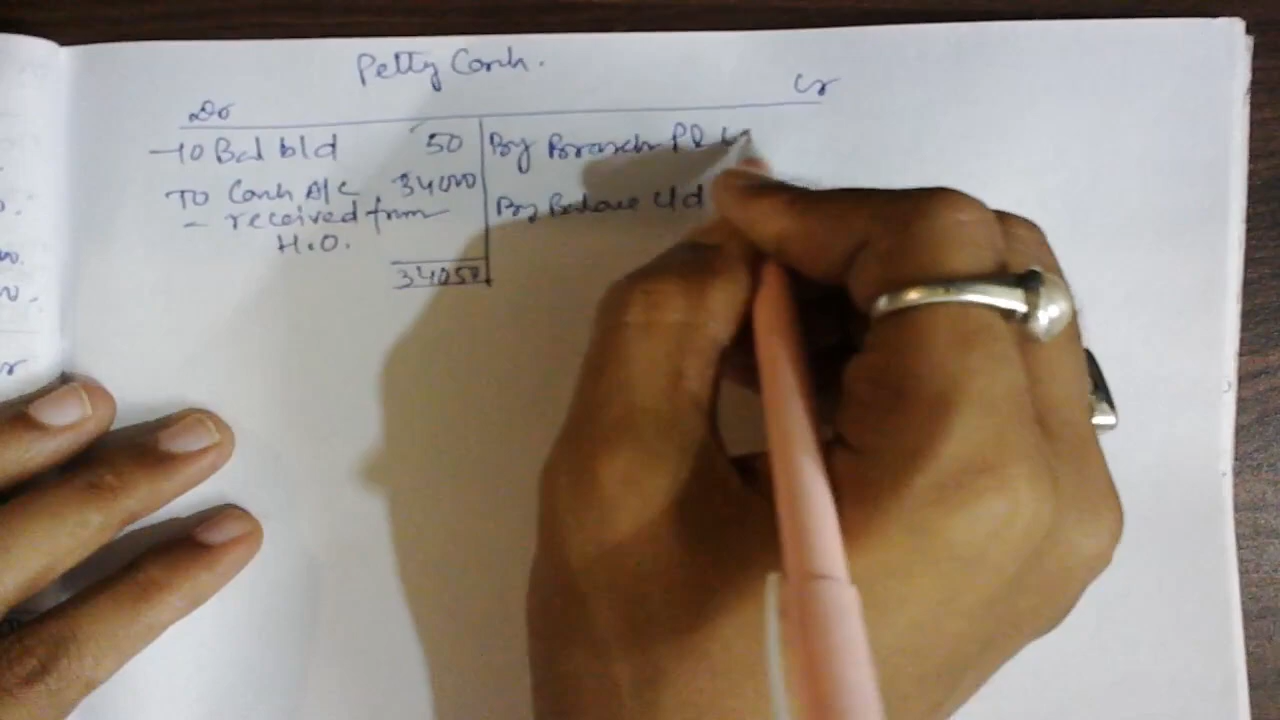 Petty Cash.
Dr
Cr
To Bal b/d 50
To Cash A/c 34000
- received from
H.O.
34050
By Branch P&L
By Balance c/d